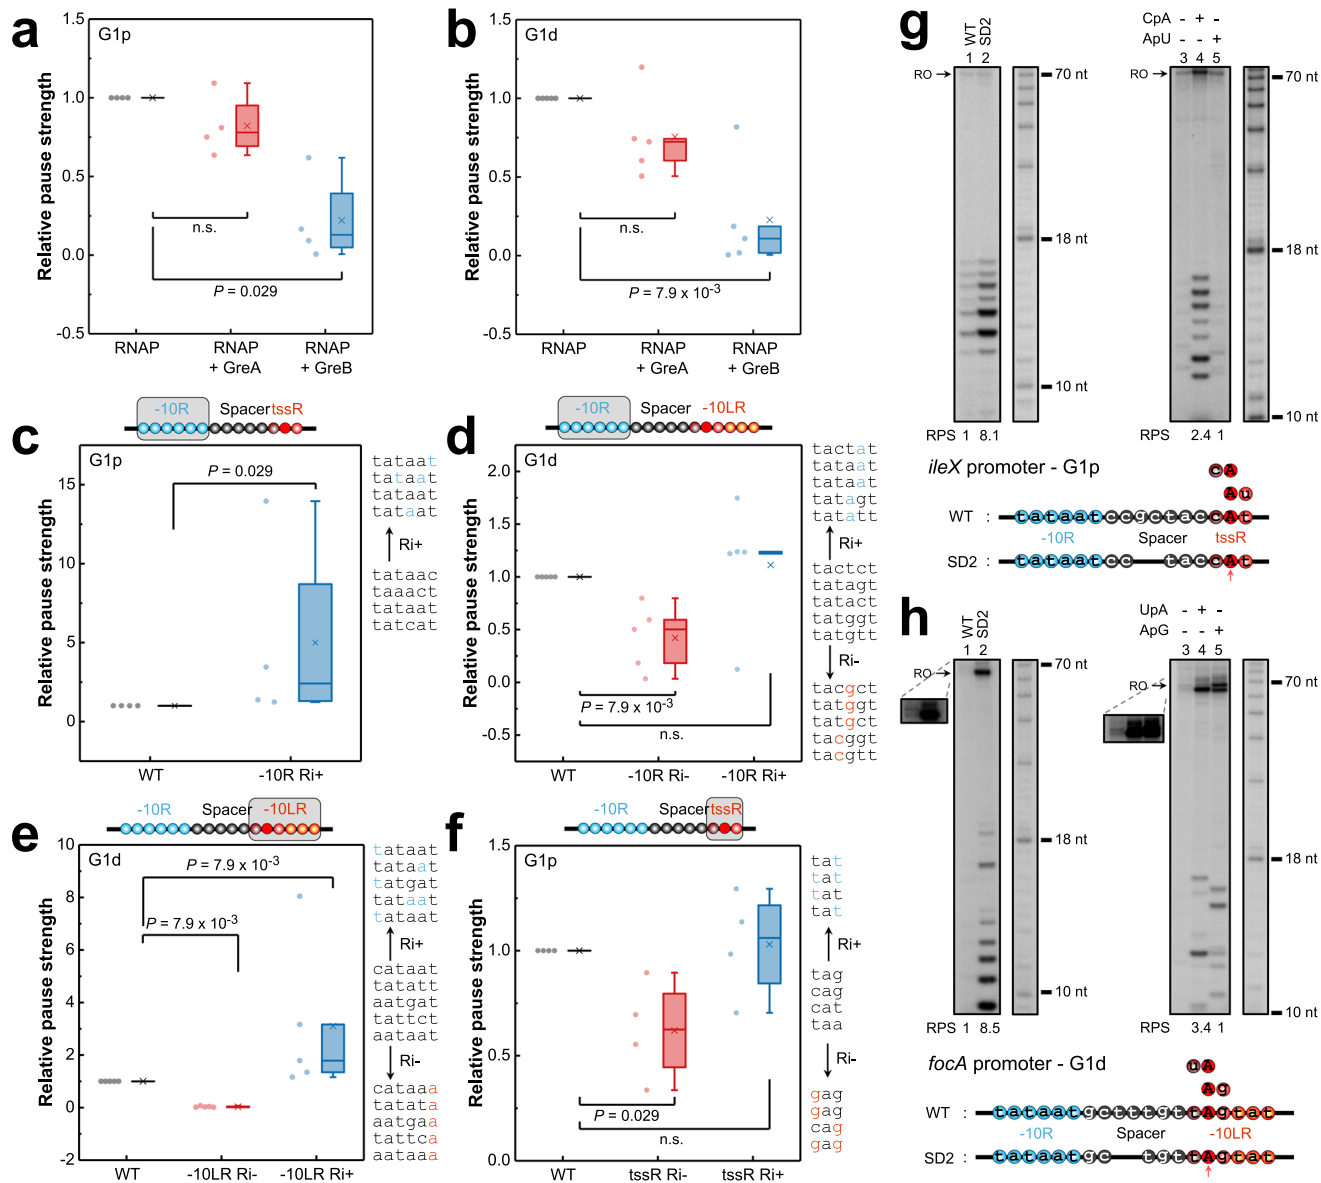 a
G1p
Relative pause strength
1.5
1.0
0.5
0.0
-0.5
n.s.
P = 0.029
RNAP
RNAP + GreA
RNAP + GreB
b
G1d
Relative pause strength
1.5
1.0
0.5
0.0
-0.5
n.s.
P = 7.9 x 10-3
RNAP
RNAP + GreA
RNAP + GreB
c
-10R Spacer tssR
G1p
Relative pause strength
15
10
5
0
P = 0.029
WT
-10R Ri+
tataat
tataat
tataat
tataat
Ri+
tataac
taaact
tataat
tatcat
d
-10R Spacer -10LR
G1d
Relative pause strength
2.0
1.5
1.0
0.5
0.0
-0.5
P = 7.9 x 10-3
n.s.
WT
-10R Ri-
-10R Ri+
tactat
tataat
tataat
tatagt
tatatt
Ri+
tactct
tatagt
tatact
tatggt
tatgtt
Ri-
tacgct
tatggt
tatgct
tacggt
tacgtt
e
-10R Spacer -10LR
G1d
Relative pause strength
10
8
6
4
2
0
-2
P = 7.9 x 10-3
P = 7.9 x 10-3
WT
-10LR Ri-
-10LR Ri+
tataat
tataat
tatgat
tataat
tataat
Ri+
cataat
tatatt
aatgat
tattct
aataat
Ri-
cataaa
tatata
aatgaa
tattca
aataaa
f
-10R Spacer tssR
G1p
Relative pause strength
1.5
1.0
0.5
0.0
P = 0.029
n.s.
WT
tssR Ri-
tssR Ri+
tat
tat
tat
tat
Ri+
tag
cag
cat
taa
Ri-
gag
gag
cag
gag
g
WT SD2
1 2
RO
70 nt
18 nt
10 nt
RPS 1 8.1
CpA - + -
ApU - - +
3 4 5
RO
70 nt
18 nt
10 nt
2.4 1
ileX promoter - G1p
cA
Au
WT : tataatccgctaccAt
-10R Spacer tssR
SD2 : tataatcctaccAt
h
WT SD2
1 2
RO
70 nt
18 nt
10 nt
RPS 1 8.5
UpA - + -
ApG - - +
3 4 5
RO
70 nt
18 nt
10 nt
RPS 3.4 1
focA promoter - G1d
uA
Ag
WT : tataatgctttgttAgtat
-10R Spacer -10LR
SD2 : tataatgctgttAgtat